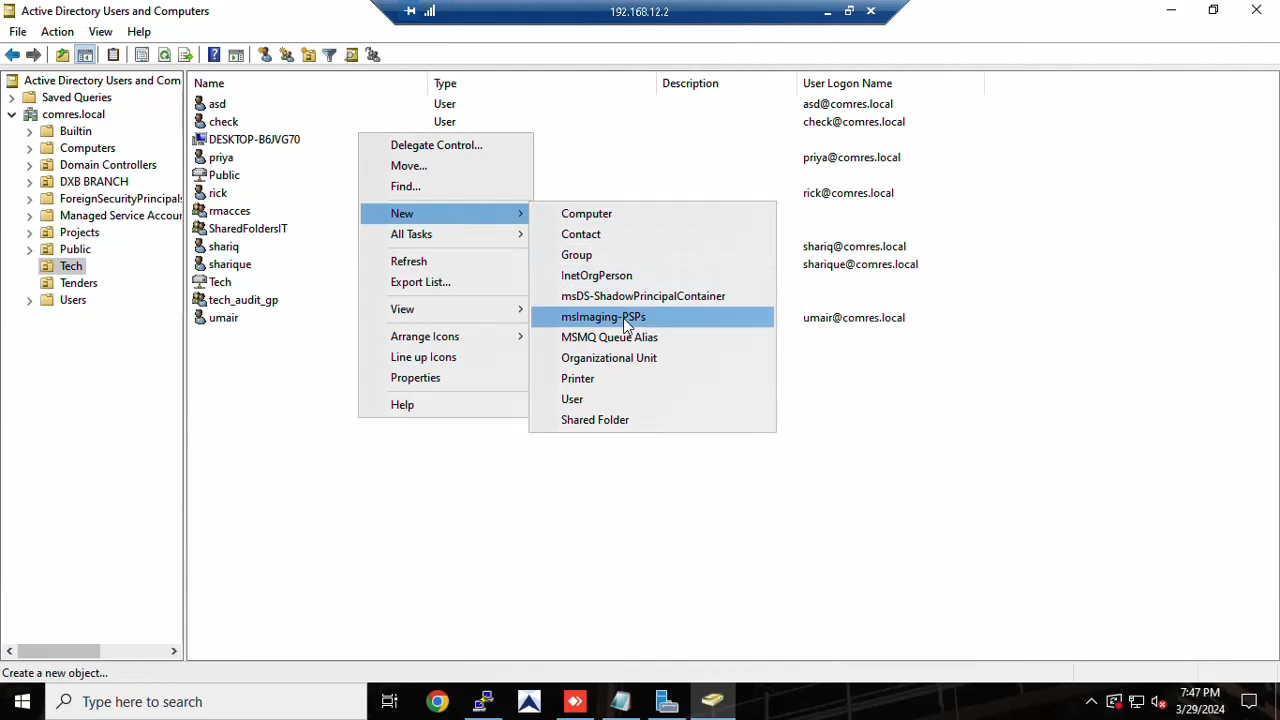 Active Directory Users and Computers
192.168.12.2
File Action View Help
Active Directory Users and Com
Saved Queries
comres.local
Builtin
Computers
Domain Controllers
DXB BRANCH
ForeignSecurityPrincipals
Managed Service Accou
Projects
Public
Tech
Tenders
Users
Name Type Description User Logon Name
asd User asd@comres.local
check User check@comres.local
DESKTOP-B6JVG70
priya priya@comres.local
Public
rick rick@comres.local
rmacces
SharedFoldersIT
shariq shariq@comres.local
sharique sharique@comres.local
Tech
tech_audit_gp
umair umair@comres.local
Delegate Control...
Move...
Find...
New
All Tasks
Refresh
Export List...
View
Arrange Icons
Line up Icons
Properties
Help
Computer
Contact
Group
InetOrgPerson
msDS-ShadowPrincipalContainer
msImaging-PSPs
MSMQ Queue Alias
Organizational Unit
Printer
User
Shared Folder
Create a new object...
Type here to search
7:47 PM
3/29/2024